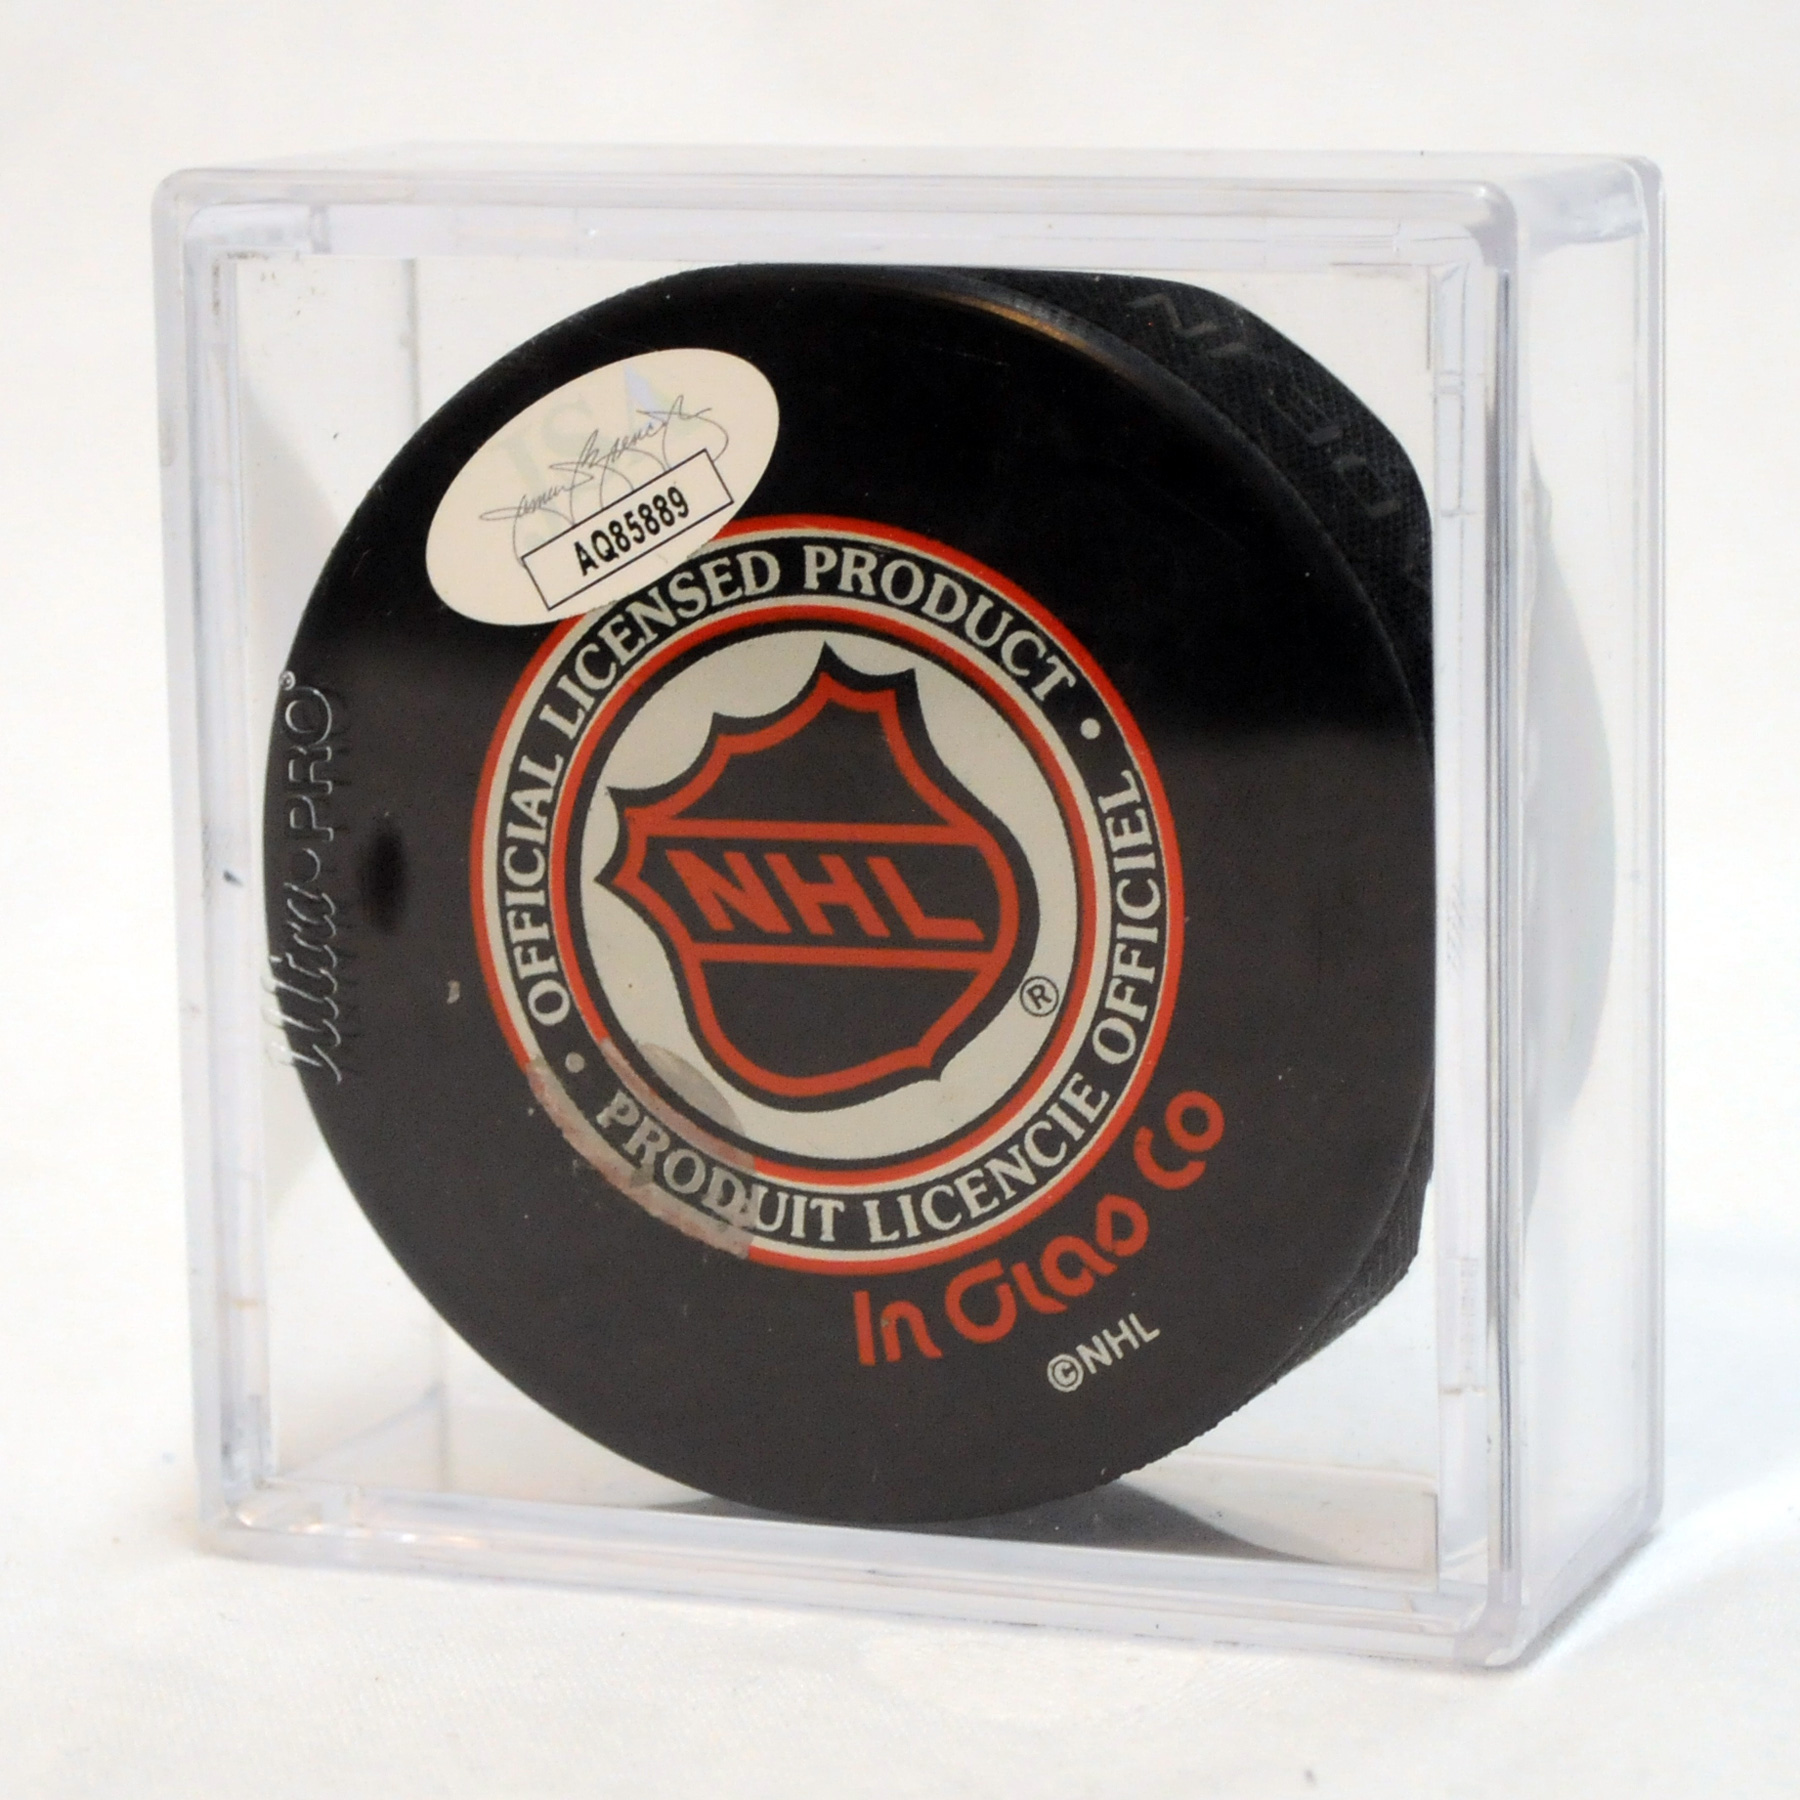 AQ85889
OFFICIAL LICENSED PRODUCT • PRODUIT LICENCIE OFFICIEL •
NHL
®
In Glas Co
©NHL
Ultra•PRO®